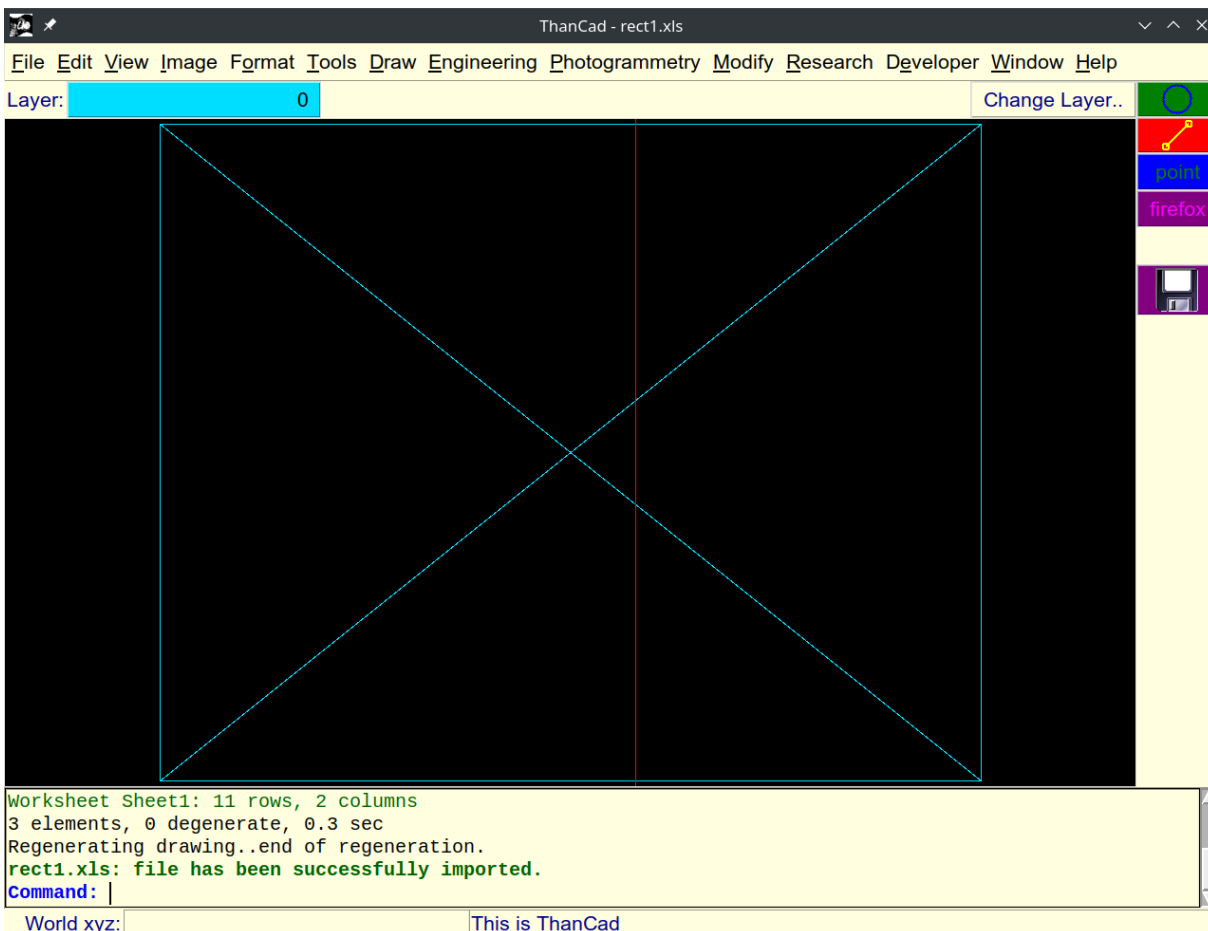 ThanCad - rect1.xls
File Edit View Image Format Tools Draw Engineering Photogrammetry Modify Research Developer Window Help
Layer: 0 Change Layer..
point
firefox
Worksheet Sheet1: 11 rows, 2 columns
3 elements, 0 degenerate, 0.3 sec
Regenerating drawing..end of regeneration.
rect1.xls: file has been successfully imported.
Command:
World xyz: This is ThanCad